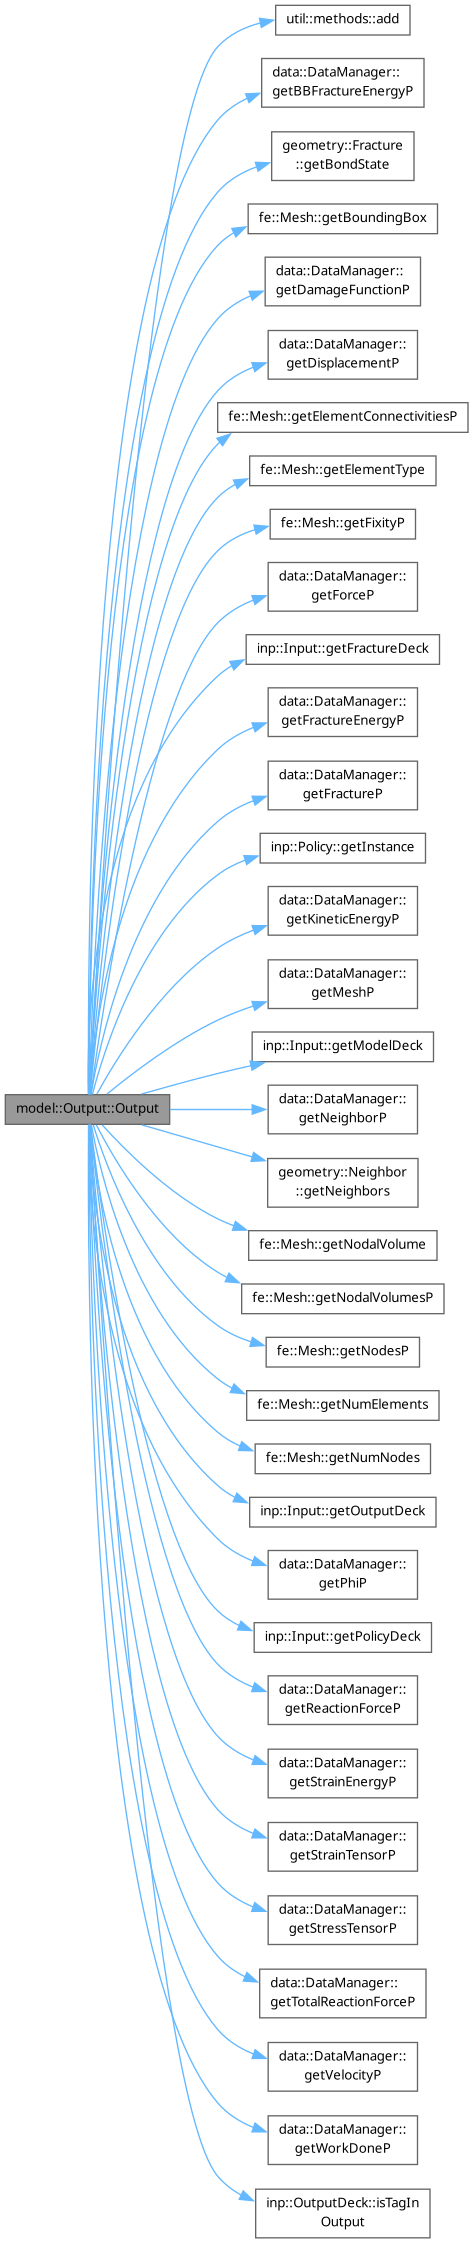 util::methods::add
data::DataManager::
getBBFractureEnergyP
geometry::Fracture
::getBondState
fe::Mesh::getBoundingBox
data::DataManager::
getDamageFunctionP
data::DataManager::
getDisplacementP
fe::Mesh::getElementConnectivitiesP
fe::Mesh::getElementType
fe::Mesh::getFixityP
data::DataManager::
getForceP
inp::Input::getFractureDeck
data::DataManager::
getFractureEnergyP
data::DataManager::
getFractureP
inp::Policy::getInstance
data::DataManager::
getKineticEnergyP
data::DataManager::
getMeshP
inp::Input::getModelDeck
model::Output::Output
data::DataManager::
getNeighborP
geometry::Neighbor
::getNeighbors
fe::Mesh::getNodalVolume
fe::Mesh::getNodalVolumesP
fe::Mesh::getNodesP
fe::Mesh::getNumElements
fe::Mesh::getNumNodes
inp::Input::getOutputDeck
data::DataManager::
getPhiP
inp::Input::getPolicyDeck
data::DataManager::
getReactionForceP
data::DataManager::
getStrainEnergyP
data::DataManager::
getStrainTensorP
data::DataManager::
getStressTensorP
data::DataManager::
getTotalReactionForceP
data::DataManager::
getVelocityP
data::DataManager::
getWorkDoneP
inp::OutputDeck::isTagIn
Output